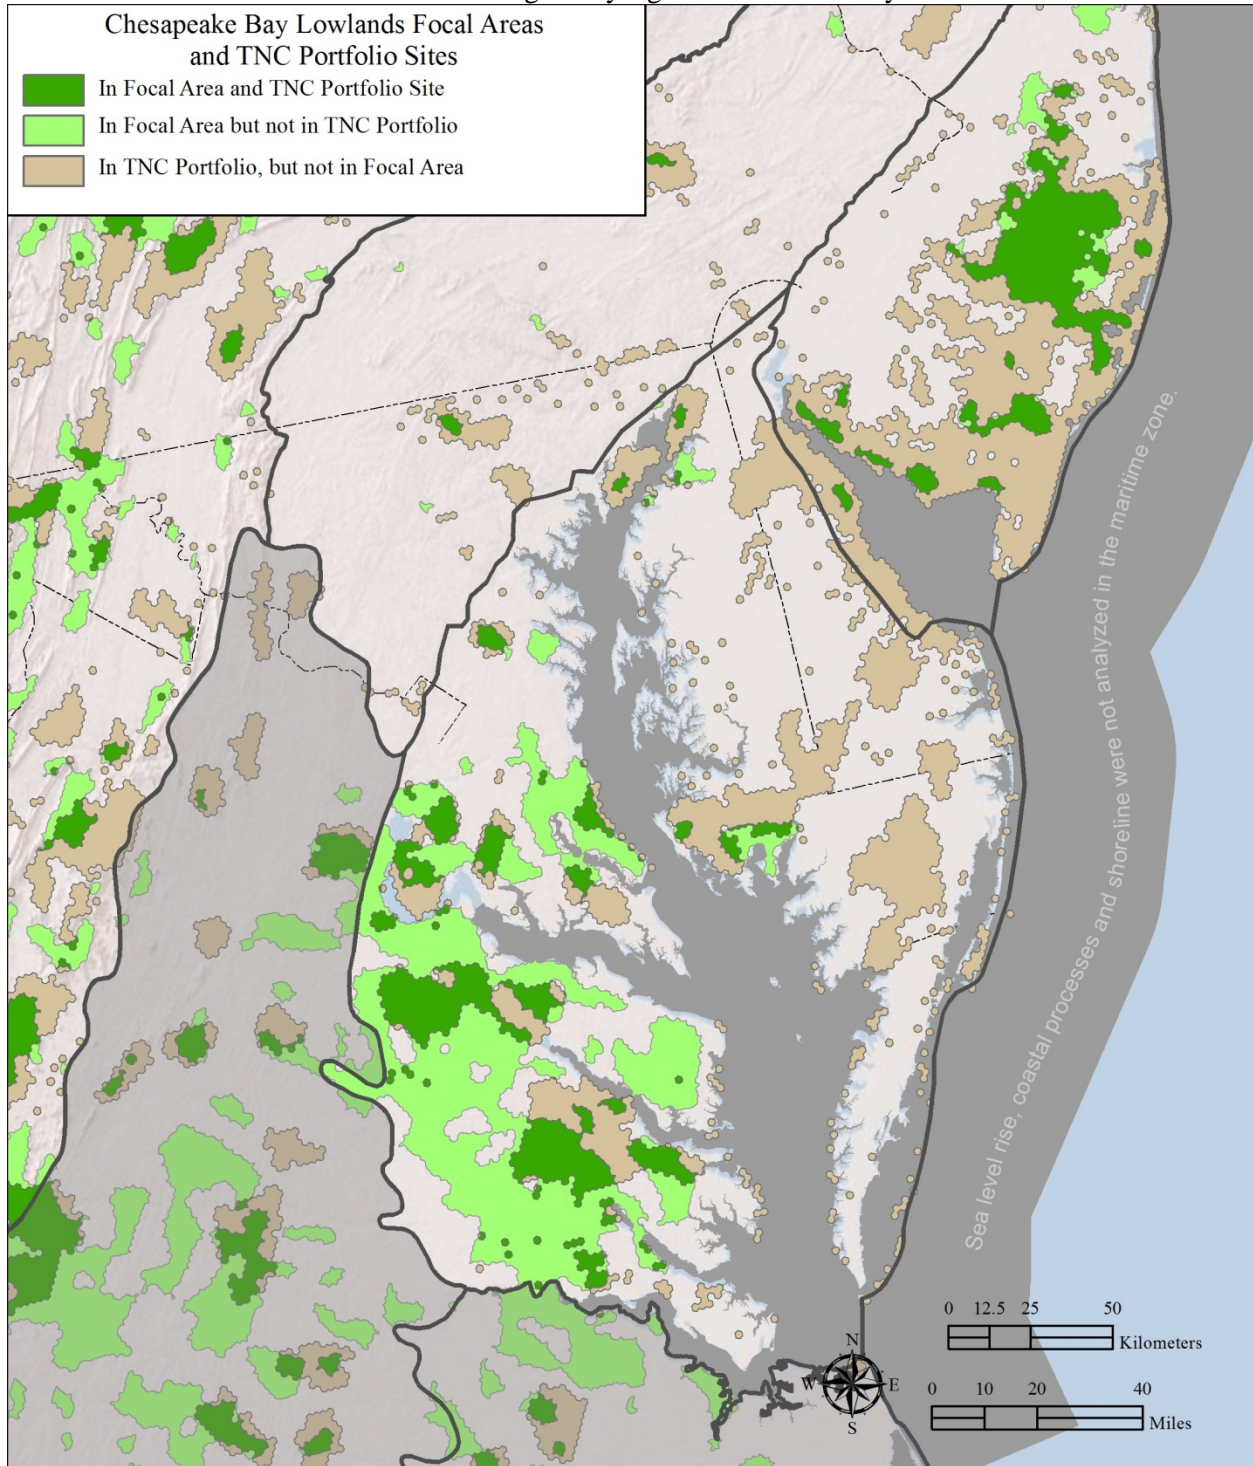 Chesapeake Bay Lowlands Focal Areas
and TNC Portfolio Sites
In Focal Area and TNC Portfolio Site
In Focal Area but not in TNC Portfolio
In TNC Portfolio, but not in Focal Area
Sea level rise, coastal processes and shoreline were not analyzed in the maritime zone.
0 12.5 25 50
Kilometers
N
W E
S
0 10 20 40
Miles